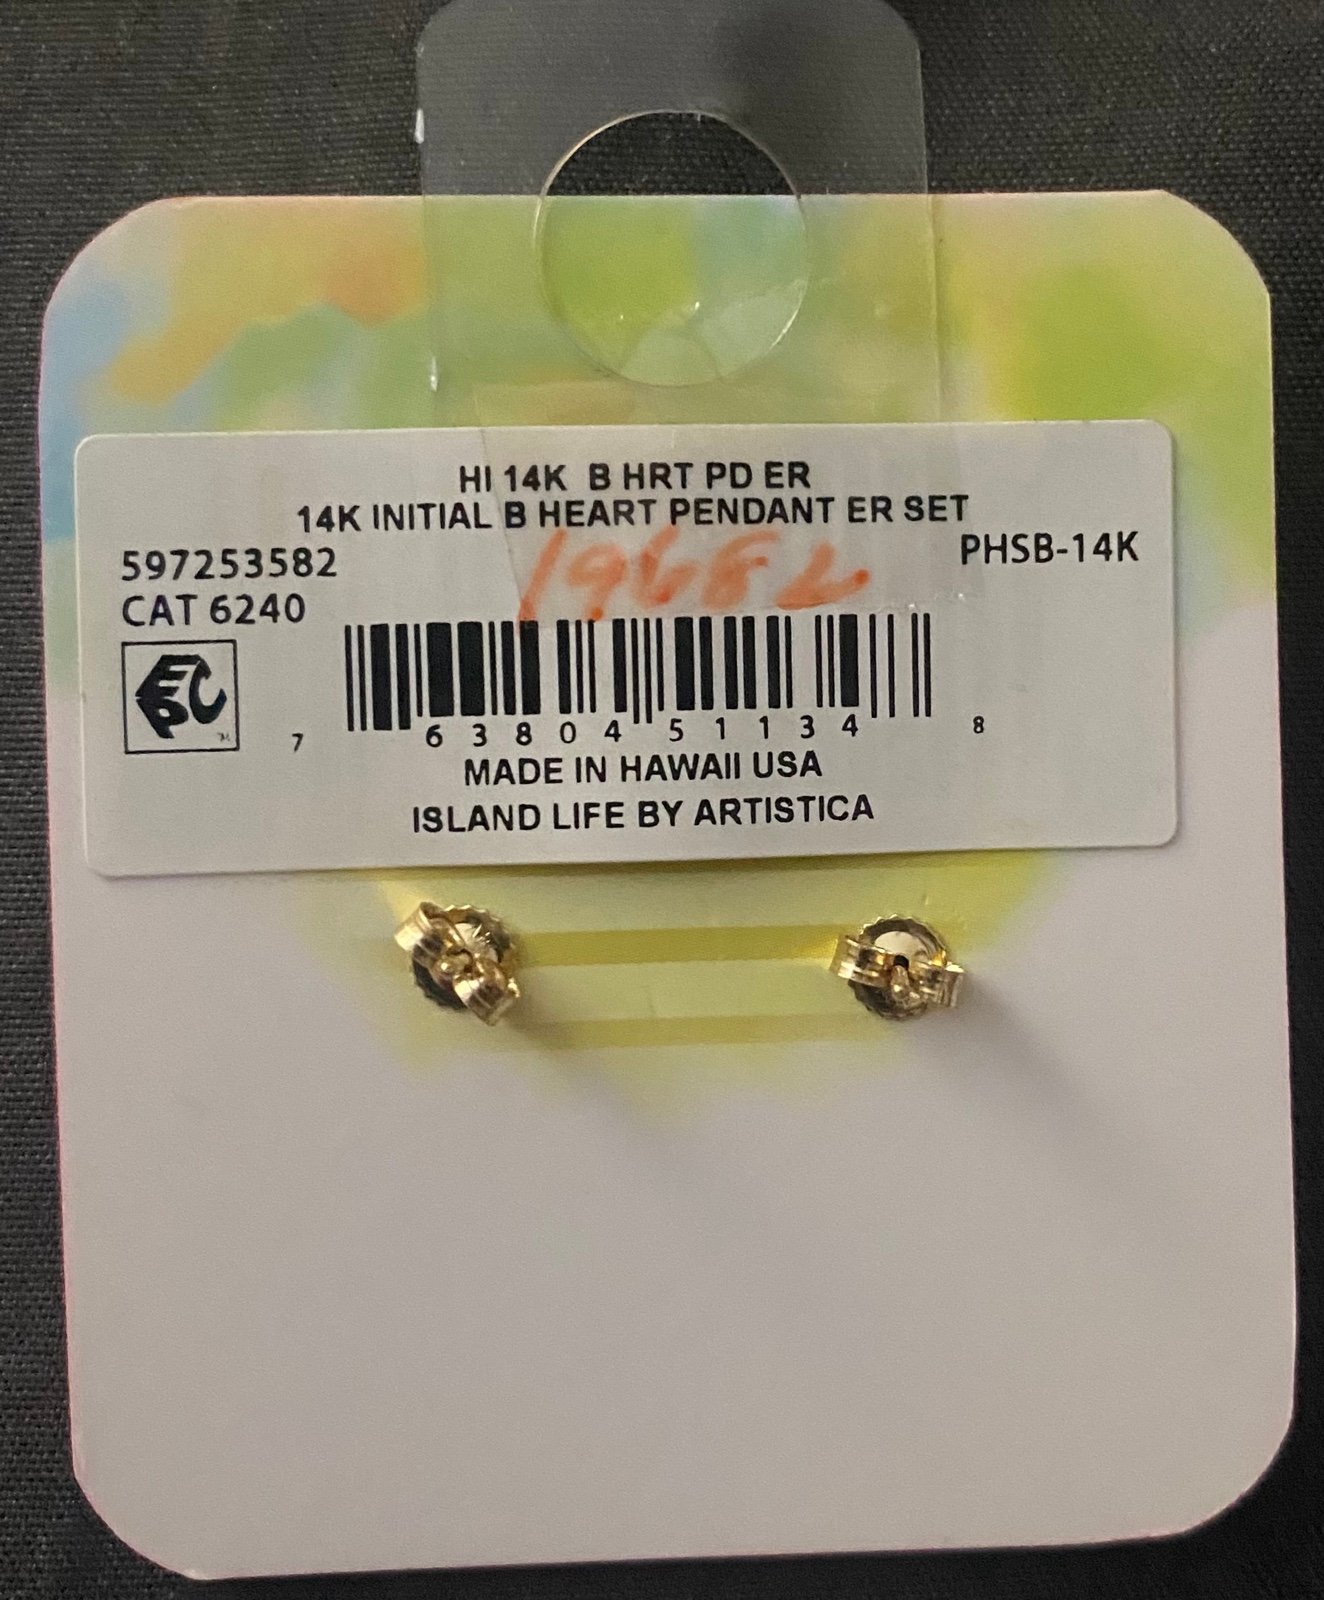 HI 14K B HRT PD ER
14K INITIAL B HEART PENDANT ER SET
597253582
19682
PHSB-14K
CAT 6240
7 63804 51134 8
MADE IN HAWAII USA
ISLAND LIFE BY ARTISTICA